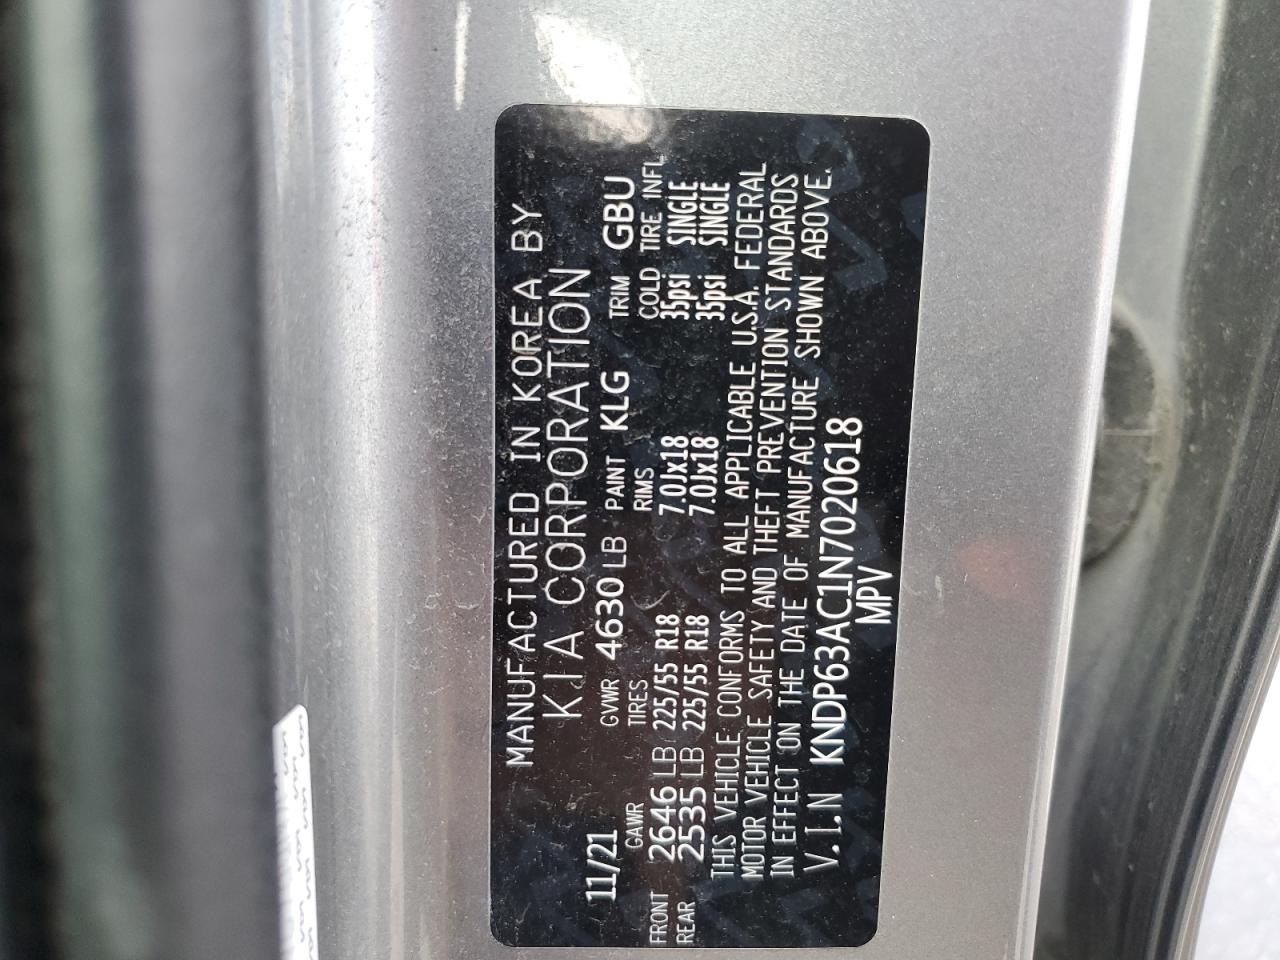 MANUFACTURED IN KOREA BY
KIA CORPORATION
11/21 GVWR 4630 LB PAINT KLG TRIM GBU
GAWR TIRES RIMS COLD TIRE INFL
FRONT 2646 LB 225/55 R18 7.0Jx18 35psi SINGLE
REAR 2535 LB 225/55 R18 7.0Jx18 35psi SINGLE
THIS VEHICLE CONFORMS TO ALL APPLICABLE U.S.A. FEDERAL
MOTOR VEHICLE SAFETY AND THEFT PREVENTION STANDARDS
IN EFFECT ON THE DATE OF MANUFACTURE SHOWN ABOVE.
V.I.N KNDP63AC1N7020618
MPV